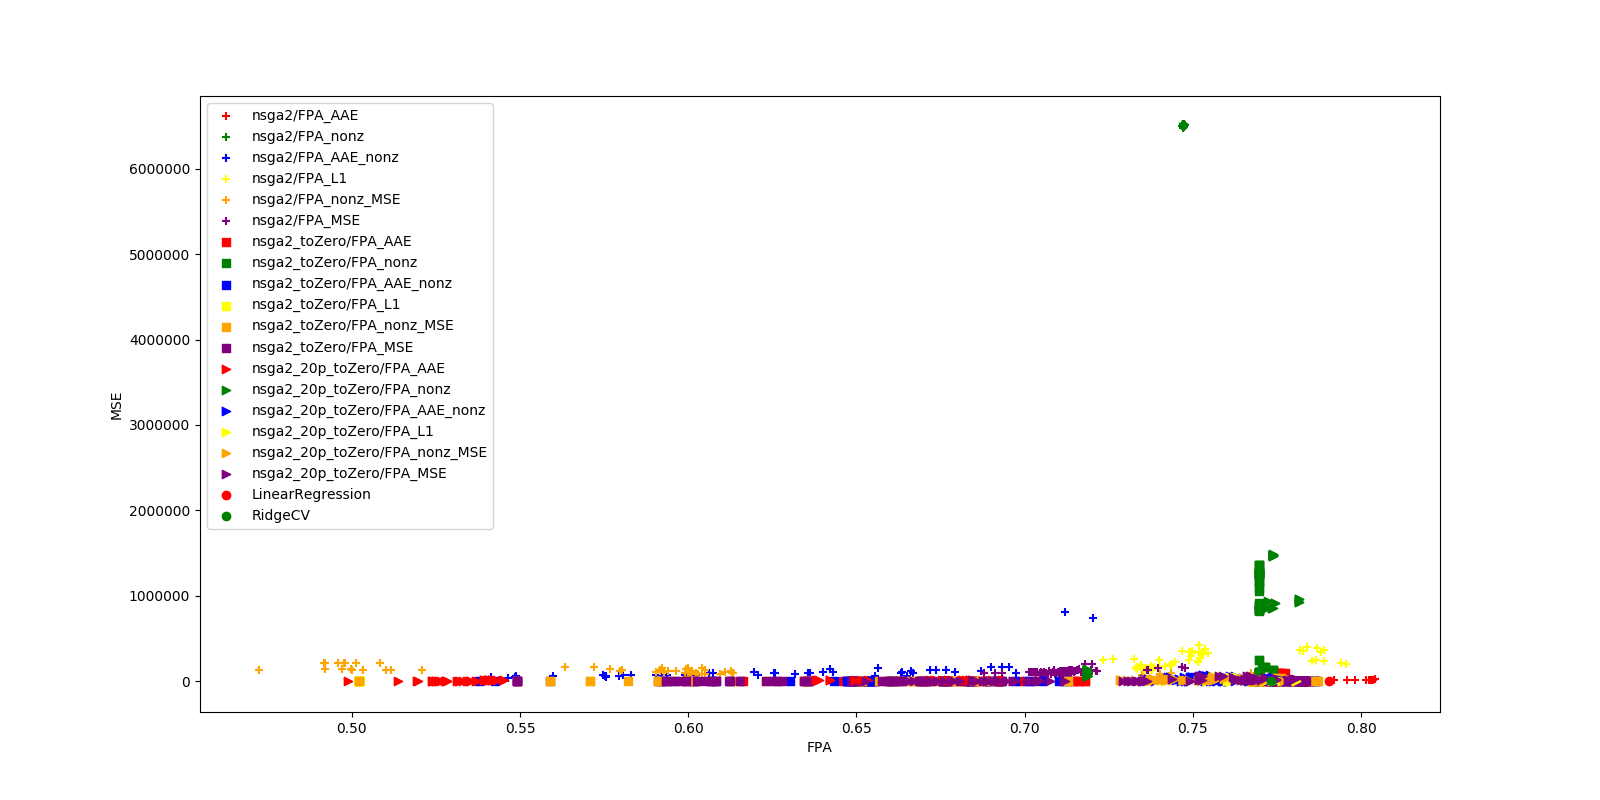 nsga2/FPA_AAE
nsga2/FPA_nonz
nsga2/FPA_AAE_nonz
nsga2/FPA_L1
nsga2/FPA_nonz_MSE
nsga2/FPA_MSE
nsga2_toZero/FPA_AAE
nsga2_toZero/FPA_nonz
nsga2_toZero/FPA_AAE_nonz
nsga2_toZero/FPA_L1
nsga2_toZero/FPA_nonz_MSE
nsga2_toZero/FPA_MSE
nsga2_20p_toZero/FPA_AAE
nsga2_20p_toZero/FPA_nonz
nsga2_20p_toZero/FPA_AAE_nonz
nsga2_20p_toZero/FPA_L1
nsga2_20p_toZero/FPA_nonz_MSE
nsga2_20p_toZero/FPA_MSE
LinearRegression
RidgeCV
6000000
5000000
4000000
3000000
2000000
1000000
0
MSE
0.50 0.55 0.60 0.65 0.70 0.75 0.80
FPA